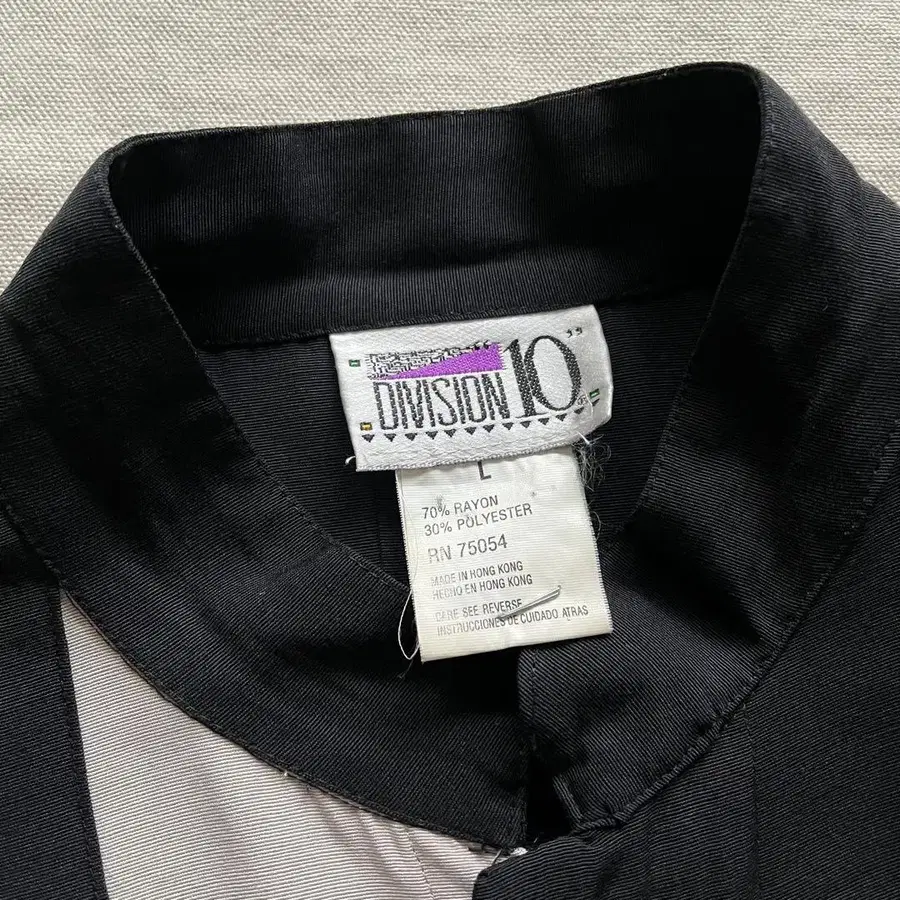 DIVISION 10
L
70% RAYON
30% POLYESTER
RN 75054
MADE IN HONG KONG
HECHO EN HONG KONG
CARE SEE REVERSE
INSTRUCCIONES DE CUIDADO ATRAS